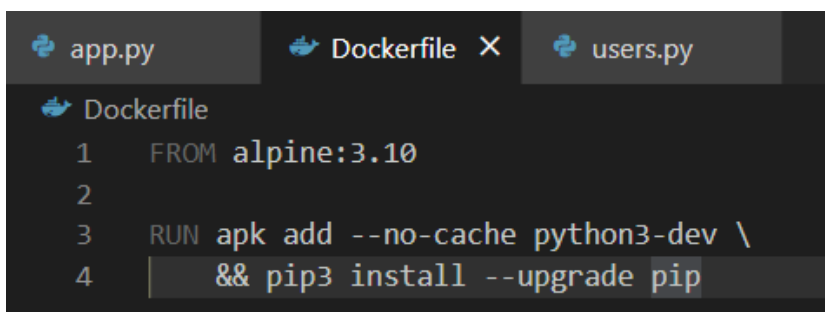 app.py Dockerfile users.py
Dockerfile
1 FROM alpine:3.10
2
3 RUN apk add --no-cache python3-dev \
4 && pip3 install --upgrade pip